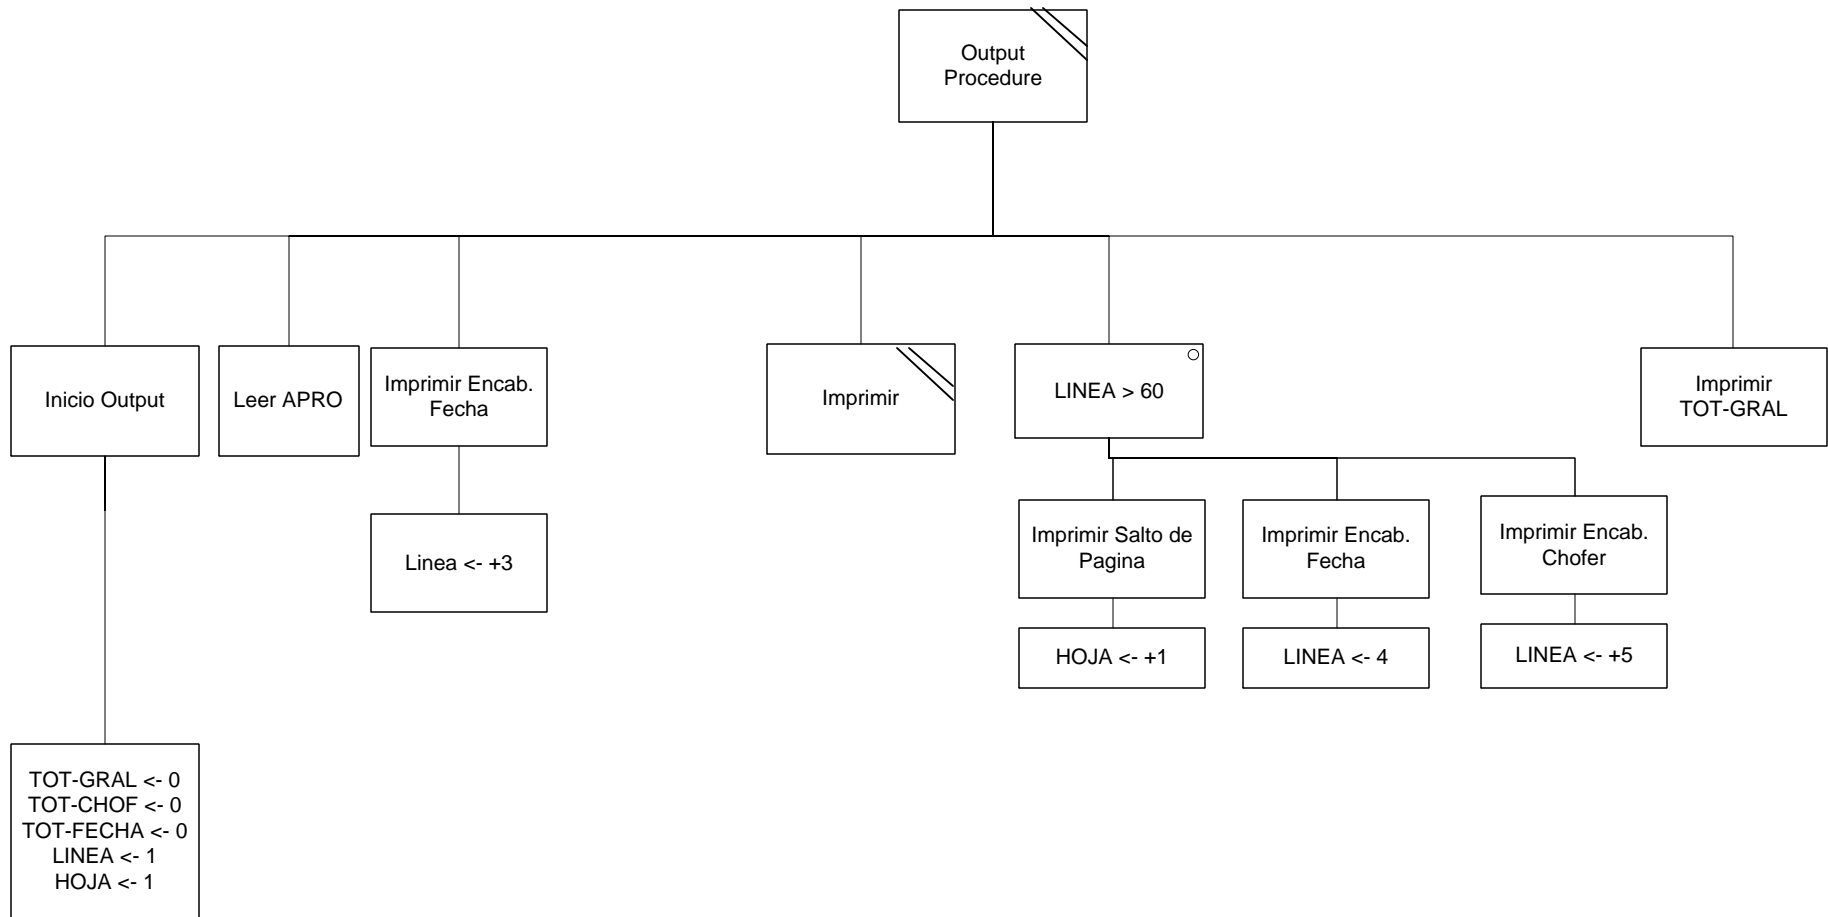 Output
Procedure
Inicio Output
Leer APRO
Imprimir Encab.
Fecha
Imprimir
LINEA > 60
Imprimir
TOT-GRAL
Linea <- +3
Imprimir Salto de
Pagina
Imprimir Encab.
Fecha
Imprimir Encab.
Chofer
HOJA <- +1
LINEA <- 4
LINEA <- +5
TOT-GRAL <- 0
TOT-CHOF <- 0
TOT-FECHA <- 0
LINEA <- 1
HOJA <- 1